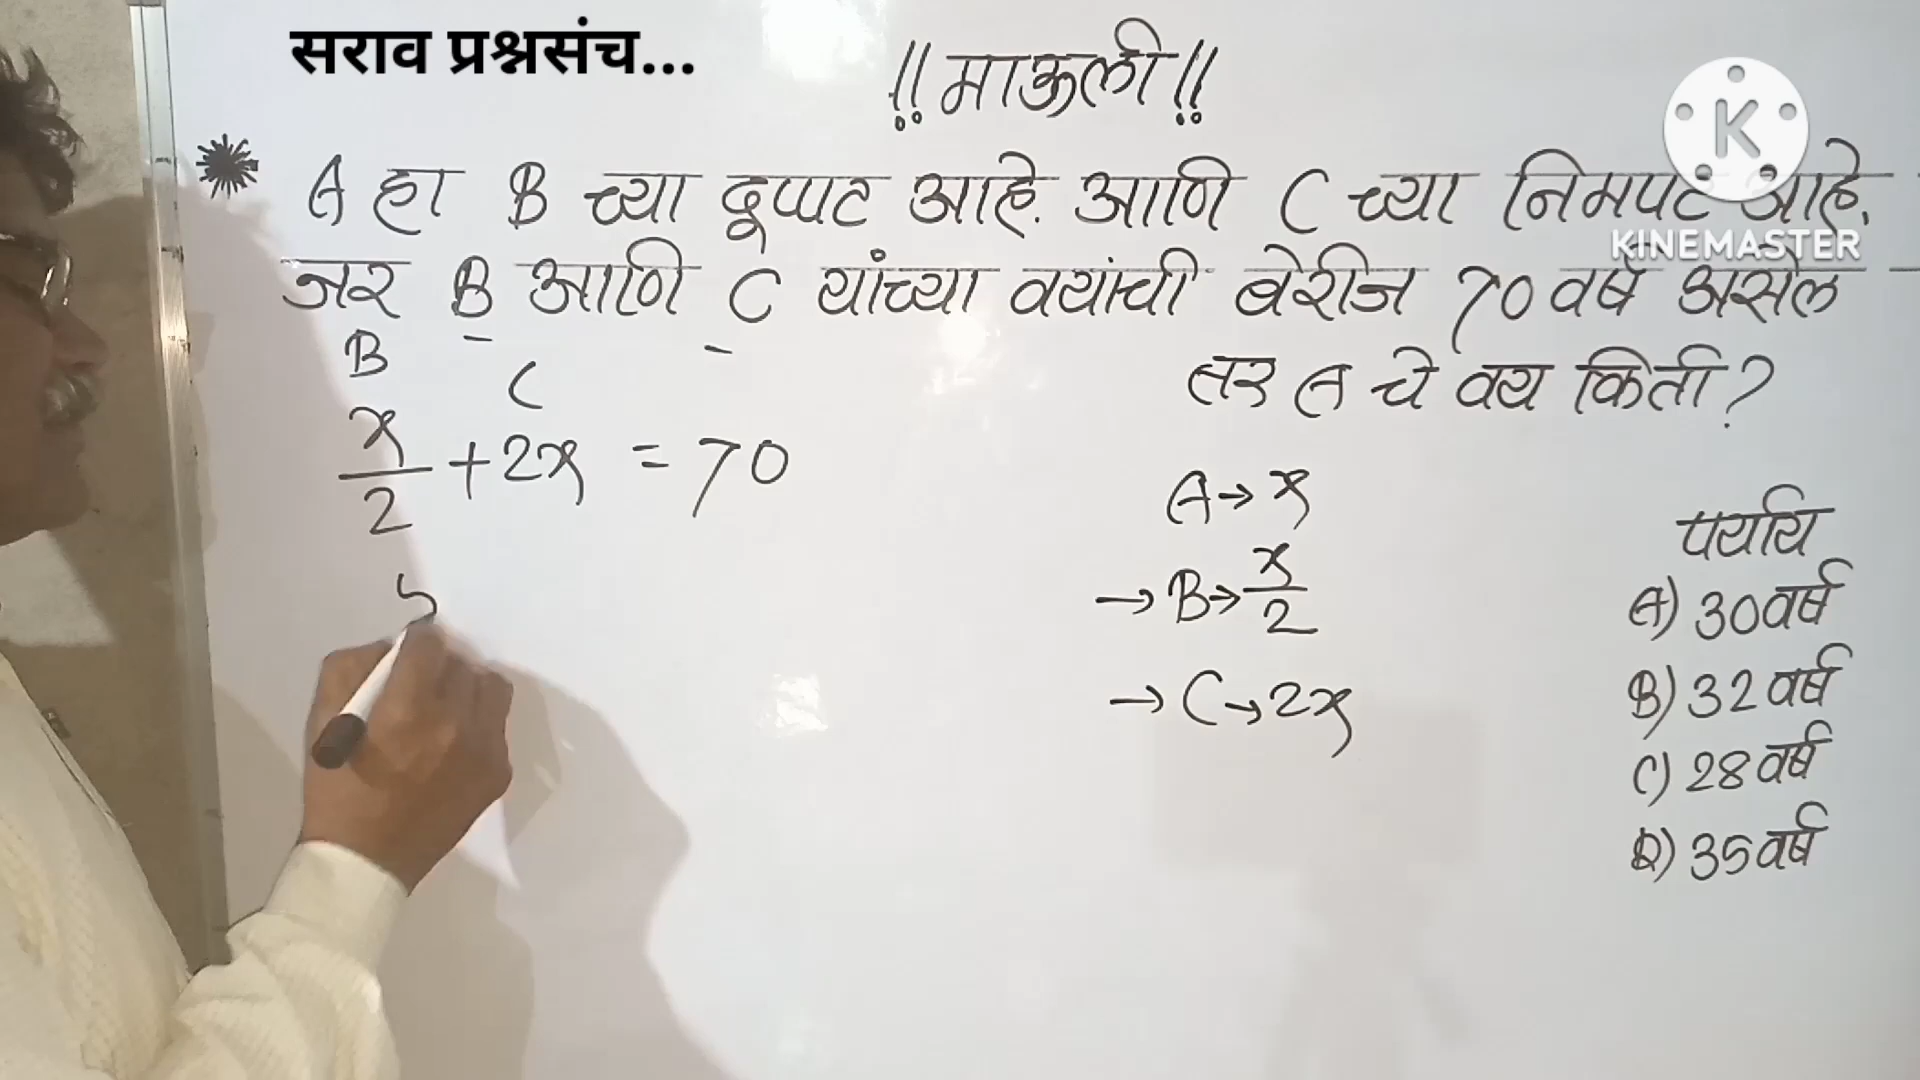 सराव प्रश्नसंच...
!! माऊली !!
K
KINEMASTER
A हा B च्या दूप्पट आहे. आणि C च्या निमपट आहे.
जर B आणि C यांच्या वयांची बेरीज 70 वर्षे असेल
तर A चे वय किती?
B C
x/2 + 2x = 70
5
A → x
→ B → x/2
→ C → 2x
पर्याय
A) 30 वर्षे
B) 32 वर्षे
C) 28 वर्षे
D) 35 वर्षे